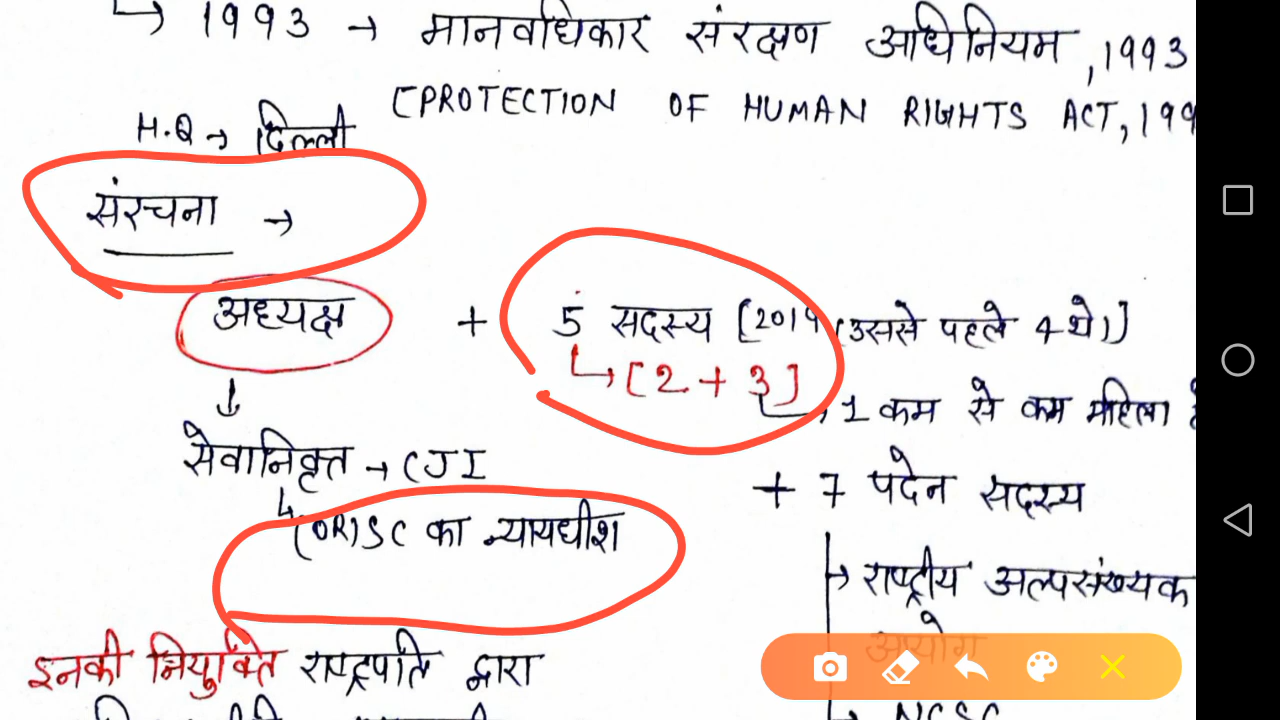 ↳ 1993 → मानवाधिकार संरक्षण अधिनियम, 1993
[PROTECTION OF HUMAN RIGHTS ACT, 199
H.Q → दिल्ली
संरचना →
अध्यक्ष + 5 सदस्य [2019 (उससे पहले 4 थे)]
↳ [2 + 3]
↳ 1 कम से कम महिला
↓
सेवानिवृत्त → CJI
+ 7 पदेन सदस्य
↳ (OR) SC का न्यायधीश
→ राष्ट्रीय अल्पसंख्यक
आयोग
इनकी नियुक्ति राष्ट्रपति द्वारा
NCSC